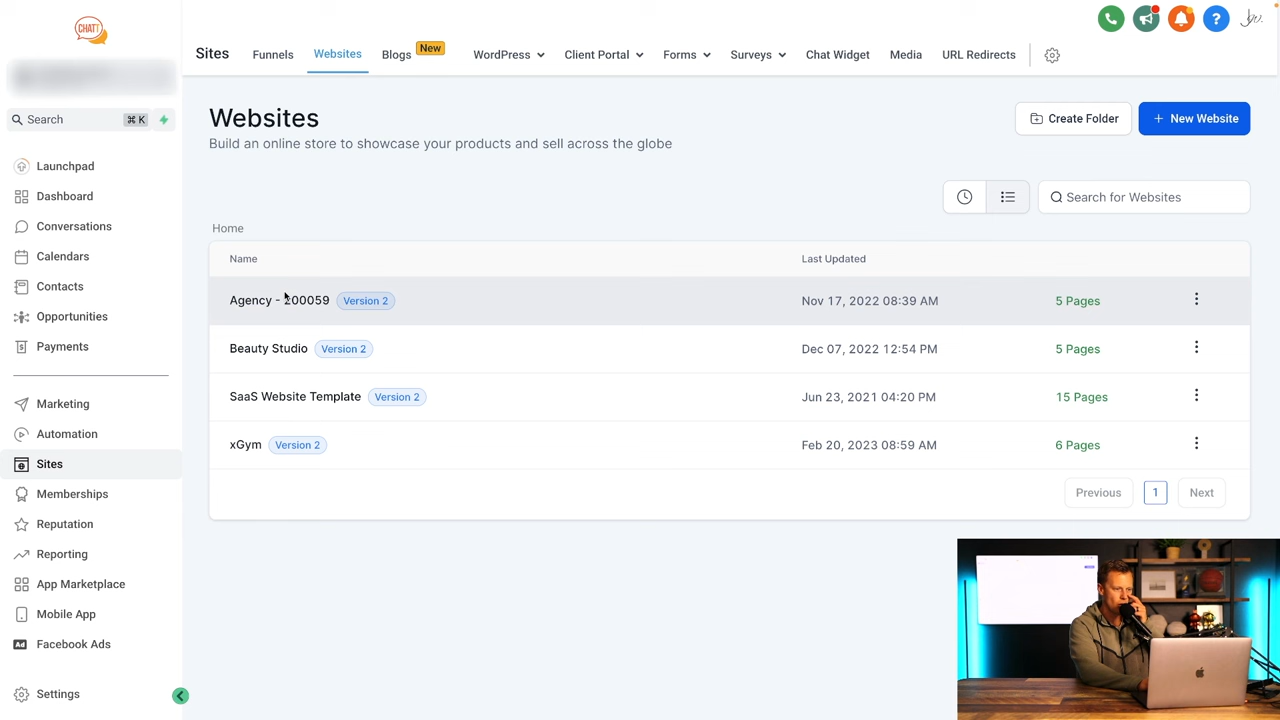 CHATT
Search ⌘ K
Launchpad
Dashboard
Conversations
Calendars
Contacts
Opportunities
Payments
Marketing
Automation
Sites
Memberships
Reputation
Reporting
App Marketplace
Mobile App
Facebook Ads
Settings
Sites Funnels Websites Blogs New WordPress Client Portal Forms Surveys Chat Widget Media URL Redirects
Websites
Build an online store to showcase your products and sell across the globe
Create Folder
+ New Website
Search for Websites
Home
Name Last Updated
Agency - 200059 Version 2 Nov 17, 2022 08:39 AM 5 Pages
Beauty Studio Version 2 Dec 07, 2022 12:54 PM 5 Pages
SaaS Website Template Version 2 Jun 23, 2021 04:20 PM 15 Pages
xGym Version 2 Feb 20, 2023 08:59 AM 6 Pages
Previous 1 Next